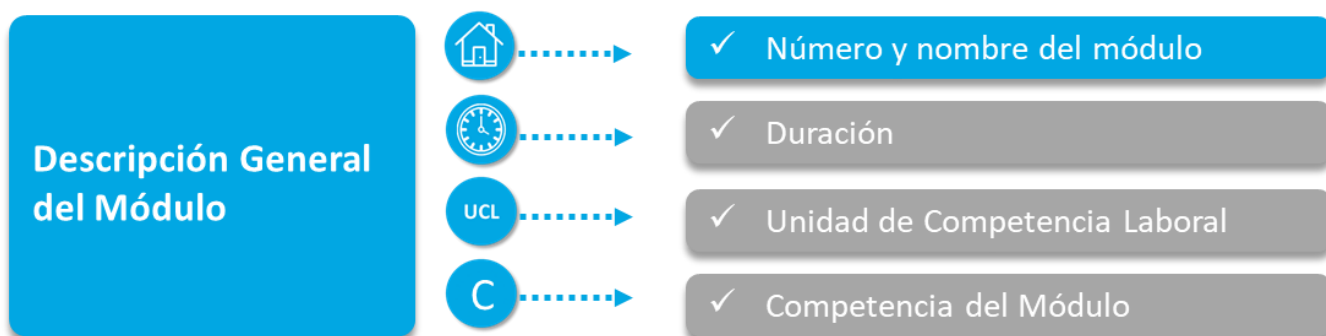 Descripción General
del Módulo
✓ Número y nombre del módulo
✓ Duración
UCL
✓ Unidad de Competencia Laboral
C
✓ Competencia del Módulo